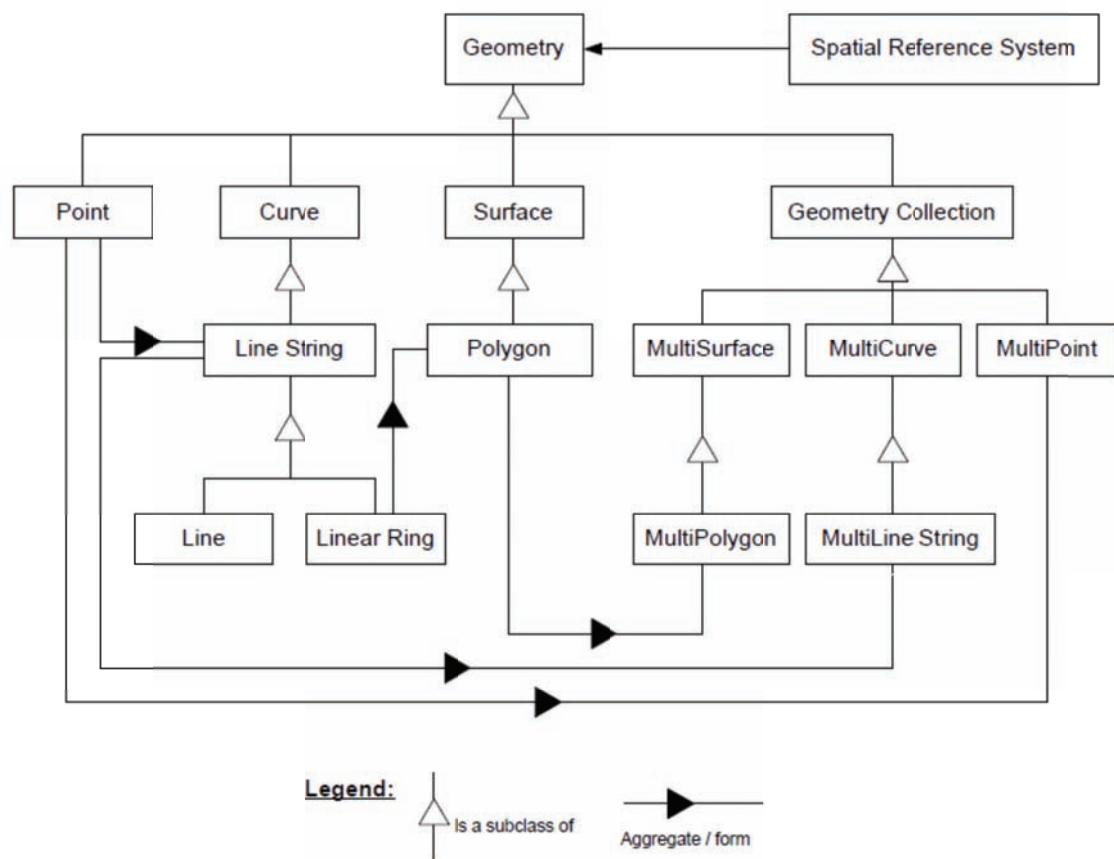 Geometry
Spatial Reference System
Point
Curve
Surface
Geometry Collection
Line String
Polygon
MultiSurface
MultiCurve
MultiPoint
Line
Linear Ring
MultiPolygon
MultiLine String
Legend:
Is a subclass of
Aggregate / form